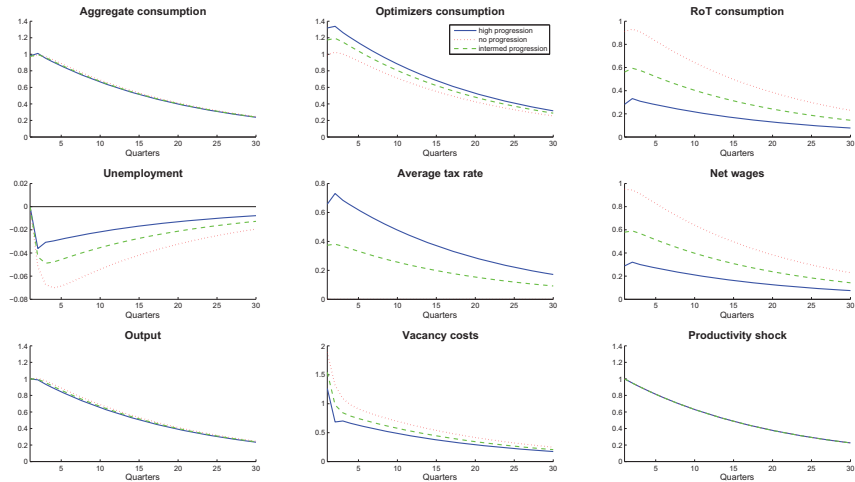 Aggregate consumption
1.4
1.2
1
0.8
0.6
0.4
0.2
0
5 10 15 20 25 30
Quarters
Optimizers consumption
high progression
no progression
intermed progression
1.4
1.2
1
0.8
0.6
0.4
0.2
0
5 10 15 20 25 30
Quarters
RoT consumption
1
0.8
0.6
0.4
0.2
0
5 10 15 20 25 30
Quarters
Unemployment
0.02
0
−0.02
−0.04
−0.06
−0.08
5 10 15 20 25 30
Quarters
Average tax rate
0.8
0.6
0.4
0.2
0
5 10 15 20 25 30
Quarters
Net wages
1
0.8
0.6
0.4
0.2
0
5 10 15 20 25 30
Quarters
Output
1.4
1.2
1
0.8
0.6
0.4
0.2
0
5 10 15 20 25 30
Quarters
Vacancy costs
2
1.5
1
0.5
0
5 10 15 20 25 30
Quarters
Productivity shock
1.4
1.2
1
0.8
0.6
0.4
0.2
0
5 10 15 20 25 30
Quarters